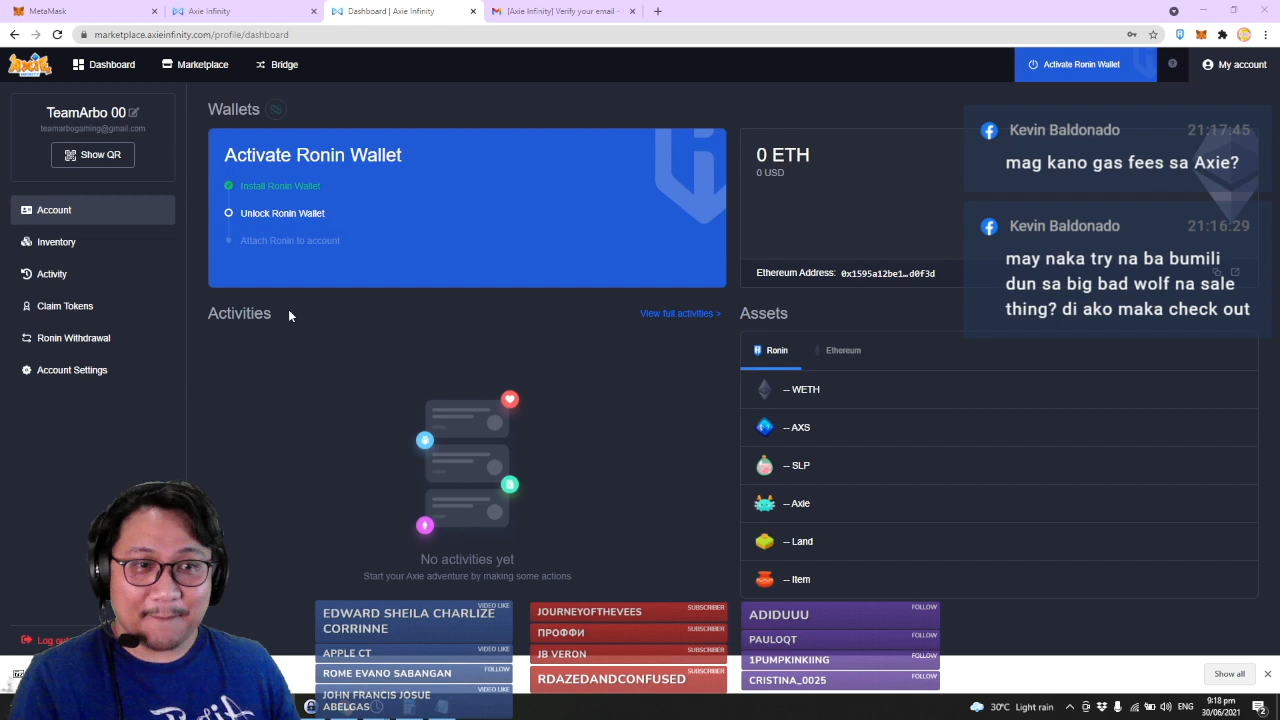 MetaMask
Axie Infinity
Dashboard | Axie Infinity
[Axie Infinity] Verify your email -
marketplace.axieinfinity.com/profile/dashboard
Dashboard
Marketplace
Bridge
Activate Ronin Wallet
My account
TeamArbo 00
teamarbogaming@gmail.com
Show QR
Account
Inventory
Activity
Claim Tokens
Ronin Withdrawal
Account Settings
Wallets
Activate Ronin Wallet
Install Ronin Wallet
Unlock Ronin Wallet
Attach Ronin to account
0 ETH
0 USD
Ethereum Address: 0x1595a12be1…d0f3d
Kevin Baldonado 21:17:45
mag kano gas fees sa Axie?
Kevin Baldonado 21:16:29
may naka try na ba bumili
dun sa big bad wolf na sale
thing? di ako maka check out
Activities
View full activities >
No activities yet
Start your Axie adventure by making some actions
Assets
Ronin
Ethereum
-- WETH
-- AXS
-- SLP
-- Axie
-- Land
-- Item
Log out
EDWARD SHEILA CHARLIZE VIDEO LIKE
CORRINNE
APPLE CT VIDEO LIKE
ROME EVANO SABANGAN FOLLOW
JOHN FRANCIS JOSUE VIDEO LIKE
ABELGAS
JOURNEYOFTHEVEES SUBSCRIBER
ПРОФФИ SUBSCRIBER
JB VERON SUBSCRIBER
RDAZEDANDCONFUSED SUBSCRIBER
ADIDUUU FOLLOW
PAULOQT FOLLOW
1PUMPKINKIING FOLLOW
CRISTINA_0025 FOLLOW
Show all
30°C Light rain
9:18 pm
30/06/2021